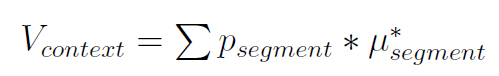 $V_{context} = \sum p_{segment} * \mu^{*}_{segment}$